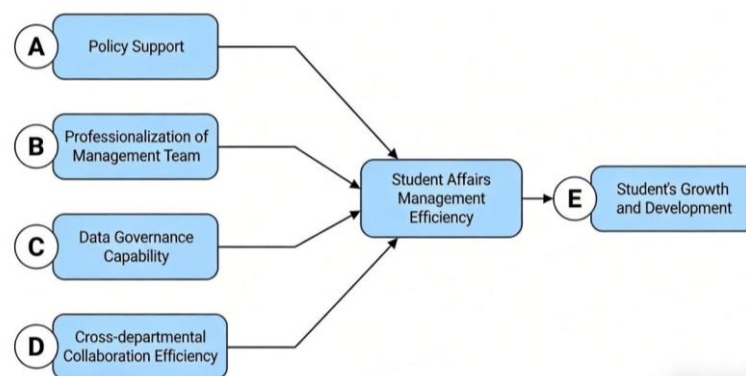 A
Policy Support
B
Professionalization of
Management Team
C
Data Governance
Capability
D
Cross-departmental
Collaboration Efficiency
Student Affairs
Management
Efficiency
E
Student's Growth
and Development